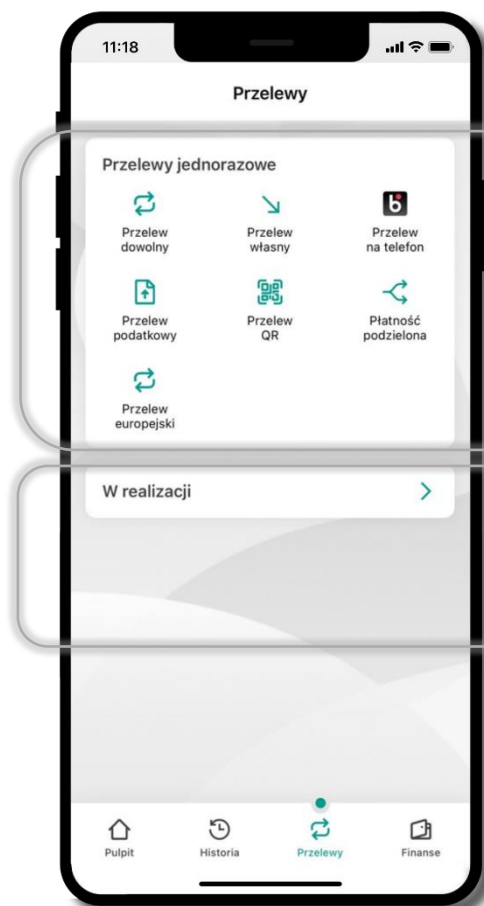 11:18
Przelewy
Przelewy jednorazowe
Przelew
dowolny
Przelew
własny
Przelew
na telefon
Przelew
podatkowy
Przelew
QR
Płatność
podzielona
Przelew
europejski
W realizacji
Pulpit
Historia
Przelewy
Finanse